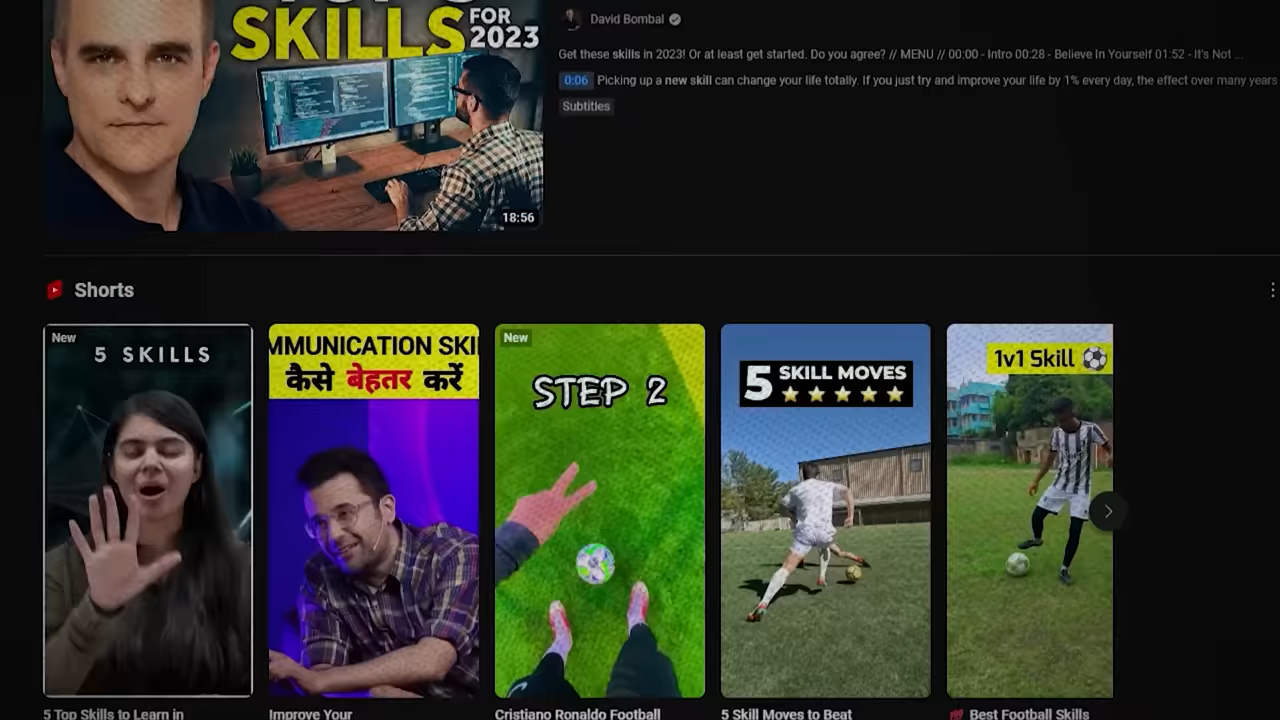 SKILLS FOR
2023
18:56
David Bombal
Get these skills in 2023! Or at least get started. Do you agree? // MENU // 00:00 - Intro 00:28 - Believe In Yourself 01:52 - It's Not ...
0:06 Picking up a new skill can change your life totally. If you just try and improve your life by 1% every day, the effect over many years
Subtitles
Shorts
New
5 SKILLS
MMUNICATION SKI
कैसे बेहतर करें
New
STEP 2
5 SKILL MOVES
1v1 Skill
5 Top Skills to Learn in
Improve Your
Cristiano Ronaldo Football
5 Skill Moves to Beat
💯 Best Football Skills